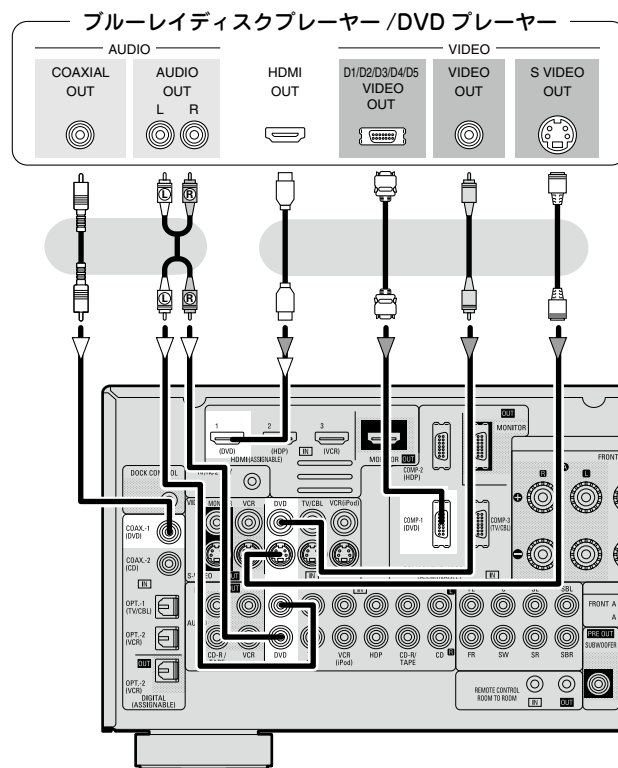 ブルーレイディスクプレーヤー /DVD プレーヤー
AUDIO
VIDEO
COAXIAL
OUT
AUDIO
OUT
L R
HDMI
OUT
D1/D2/D3/D4/D5
VIDEO
OUT
VIDEO
OUT
S VIDEO
OUT
L R
L R
1
2
3
(DVD)
(HDP)
IN
(VCR)
HDMI(ASSIGNABLE)
OUT
OUT
MONITOR
COMP-2
(HDP)
FRONT
R
L
DOCK CONTROL
VCR
DVD
TV/CBL
VCR(iPod)
COMP-1
(DVD)
COMP-3
(TV/CBL)
COAX.-1
(DVD)
COAX.-2
(CD)
IN
OUT
IN
IN
OPT.-1
(TV/CBL)
OPT.-2
(VCR)
OUT
OPT.-2
(VCR)
DIGITAL
(ASSIGNABLE)
OUT
IN
L
SBL
CD-R/
VCR
DVD
VCR
(iPod)
HDP
CD-R/
TAPE
CD
R
FR
SW
SR
SBR
FRONT A
A
PRE OUT
SUBWOOFER
REMOTE CONTROL
ROOM TO ROOM
IN
OUT